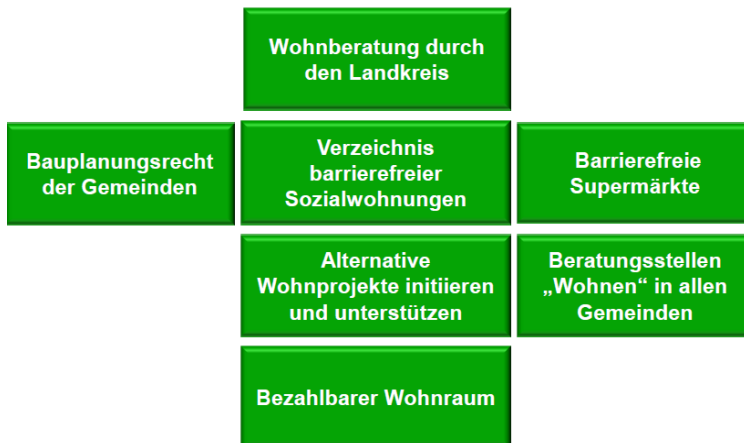 Wohnberatung durch
den Landkreis
Bauplanungsrecht
der Gemeinden
Verzeichnis
barrierefreier
Sozialwohnungen
Barrierefreie
Supermärkte
Alternative
Wohnprojekte initiieren
und unterstützen
Beratungsstellen
„Wohnen“ in allen
Gemeinden
Bezahlbarer Wohnraum